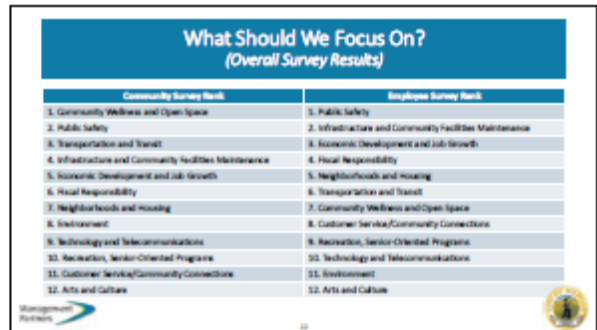 What Should We Focus On?
(Overall Survey Results)
Community Survey Rank Employee Survey Rank
1. Community Wellness and Open Space 1. Public Safety
2. Public Safety 2. Infrastructure and Community Facilities Maintenance
3. Transportation and Transit 3. Economic Development and Job Growth
4. Infrastructure and Community Facilities Maintenance 4. Fiscal Responsibility
5. Economic Development and Job Growth 5. Neighborhoods and Housing
6. Fiscal Responsibility 6. Transportation and Transit
7. Neighborhoods and Housing 7. Community Wellness and Open Space
8. Environment 8. Customer Service/Community Connections
9. Technology and Telecommunications 9. Recreation, Senior-Oriented Programs
10. Recreation, Senior-Oriented Programs 10. Technology and Telecommunications
11. Customer Service/Community Connections 11. Environment
12. Arts and Culture 12. Arts and Culture
Management
Partners